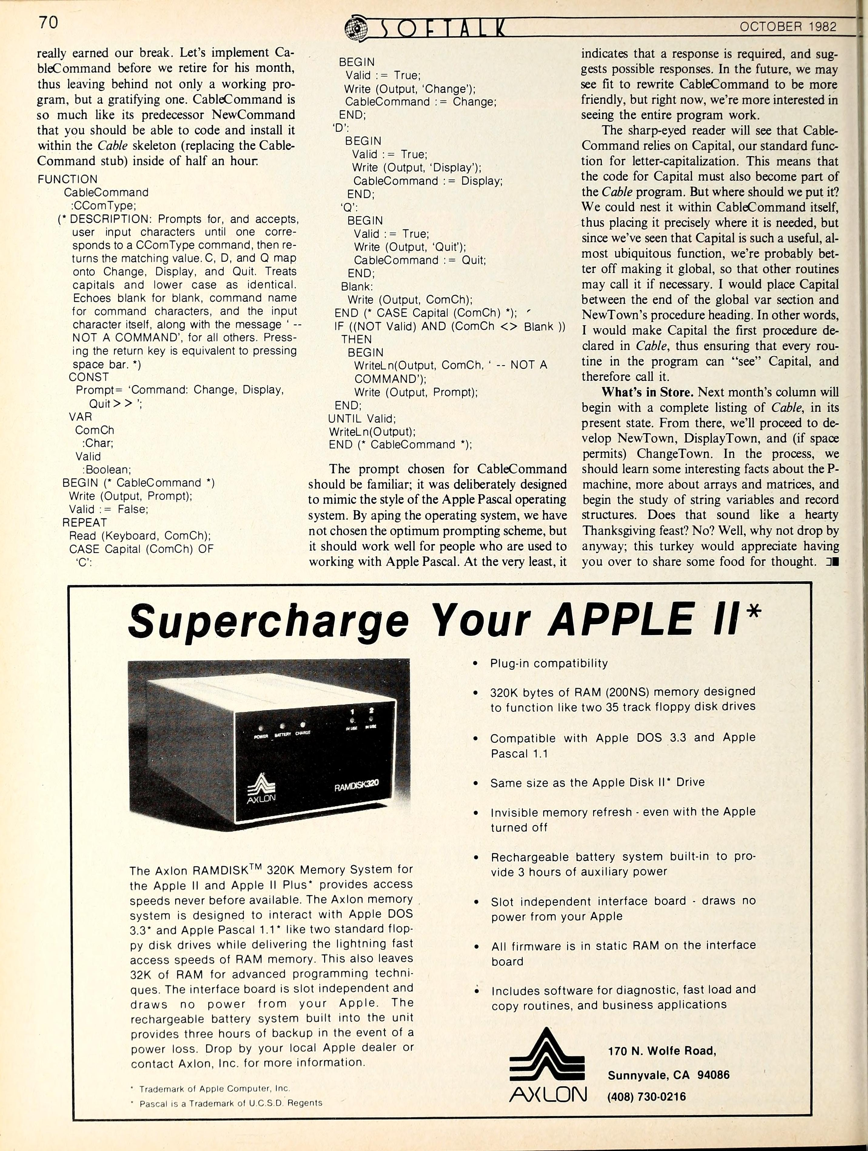 70
SOFTALK
OCTOBER 1982
really earned our break. Let's implement Ca-
bleCommand before we retire for his month,
thus leaving behind not only a working pro-
gram, but a gratifying one. CableCommand is
so much like its predecessor NewCommand
that you should be able to code and install it
within the Cable skeleton (replacing the Cable-
Command stub) inside of half an hour.
FUNCTION
CableCommand
:CComType;
(* DESCRIPTION: Prompts for, and accepts,
user input characters until one corre-
sponds to a CComType command, then re-
turns the matching value. C, D, and Q map
onto Change, Display, and Quit. Treats
capitals and lower case as identical.
Echoes blank for blank, command name
for command characters, and the input
character itself, along with the message ' --
NOT A COMMAND', for all others. Press-
ing the return key is equivalent to pressing
space bar. *)
CONST
Prompt= 'Command: Change, Display,
Quit > > ';
VAR
ComCh
:Char;
Valid
:Boolean;
BEGIN (* CableCommand *)
Write (Output, Prompt);
Valid := False;
REPEAT
Read (Keyboard, ComCh);
CASE Capital (ComCh) OF
'C':
BEGIN
Valid := True;
Write (Output, 'Change');
CableCommand := Change;
END;
'D':
BEGIN
Valid := True;
Write (Output, 'Display');
CableCommand := Display;
END;
'Q':
BEGIN
Valid := True;
Write (Output, 'Quit');
CableCommand := Quit;
END;
Blank:
Write (Output, ComCh);
END (* CASE Capital (ComCh) *);
IF ((NOT Valid) AND (ComCh <> Blank ))
THEN
BEGIN
WriteLn(Output, ComCh, ' -- NOT A
COMMAND');
Write (Output, Prompt);
END;
UNTIL Valid;
WriteLn(Output);
END (* CableCommand *);
The prompt chosen for CableCommand
should be familiar; it was deliberately designed
to mimic the style of the Apple Pascal operating
system. By aping the operating system, we have
not chosen the optimum prompting scheme, but
it should work well for people who are used to
working with Apple Pascal. At the very least, it
indicates that a response is required, and sug-
gests possible responses. In the future, we may
see fit to rewrite CableCommand to be more
friendly, but right now, we're more interested in
seeing the entire program work.
The sharp-eyed reader will see that Cable-
Command relies on Capital, our standard func-
tion for letter-capitalization. This means that
the code for Capital must also become part of
the Cable program. But where should we put it?
We could nest it within CableCommand itself,
thus placing it precisely where it is needed, but
since we've seen that Capital is such a useful, al-
most ubiquitous function, we're probably bet-
ter off making it global, so that other routines
may call it if necessary. I would place Capital
between the end of the global var section and
NewTown's procedure heading. In other words,
I would make Capital the first procedure de-
clared in Cable, thus ensuring that every rou-
tine in the program can "see" Capital, and
therefore call it.
What's in Store. Next month's column will
begin with a complete listing of Cable, in its
present state. From there, we'll proceed to de-
velop NewTown, DisplayTown, and (if space
permits) ChangeTown. In the process, we
should learn some interesting facts about the P-
machine, more about arrays and matrices, and
begin the study of string variables and record
structures. Does that sound like a hearty
Thanksgiving feast? No? Well, why not drop by
anyway; this turkey would appreciate having
you over to share some food for thought.
Supercharge Your APPLE II*
1 2
POWER BATTERY CHARGE IN USE IN USE
AXLON
RAMDISK320
The Axlon RAMDISK™ 320K Memory System for
the Apple II and Apple II Plus* provides access
speeds never before available. The Axlon memory
system is designed to interact with Apple DOS
3.3* and Apple Pascal 1.1* like two standard flop-
py disk drives while delivering the lightning fast
access speeds of RAM memory. This also leaves
32K of RAM for advanced programming techni-
ques. The interface board is slot independent and
draws no power from your Apple. The
rechargeable battery system built into the unit
provides three hours of backup in the event of a
power loss. Drop by your local Apple dealer or
contact Axlon, Inc. for more information.
* Trademark of Apple Computer, Inc.
* Pascal is a Trademark of U.C.S.D. Regents
• Plug-in compatibility
• 320K bytes of RAM (200NS) memory designed
to function like two 35 track floppy disk drives
• Compatible with Apple DOS 3.3 and Apple
Pascal 1.1
• Same size as the Apple Disk II* Drive
• Invisible memory refresh - even with the Apple
turned off
• Rechargeable battery system built-in to pro-
vide 3 hours of auxiliary power
• Slot independent interface board - draws no
power from your Apple
• All firmware is in static RAM on the interface
board
• Includes software for diagnostic, fast load and
copy routines, and business applications
AXLON
170 N. Wolfe Road,
Sunnyvale, CA 94086
(408) 730-0216